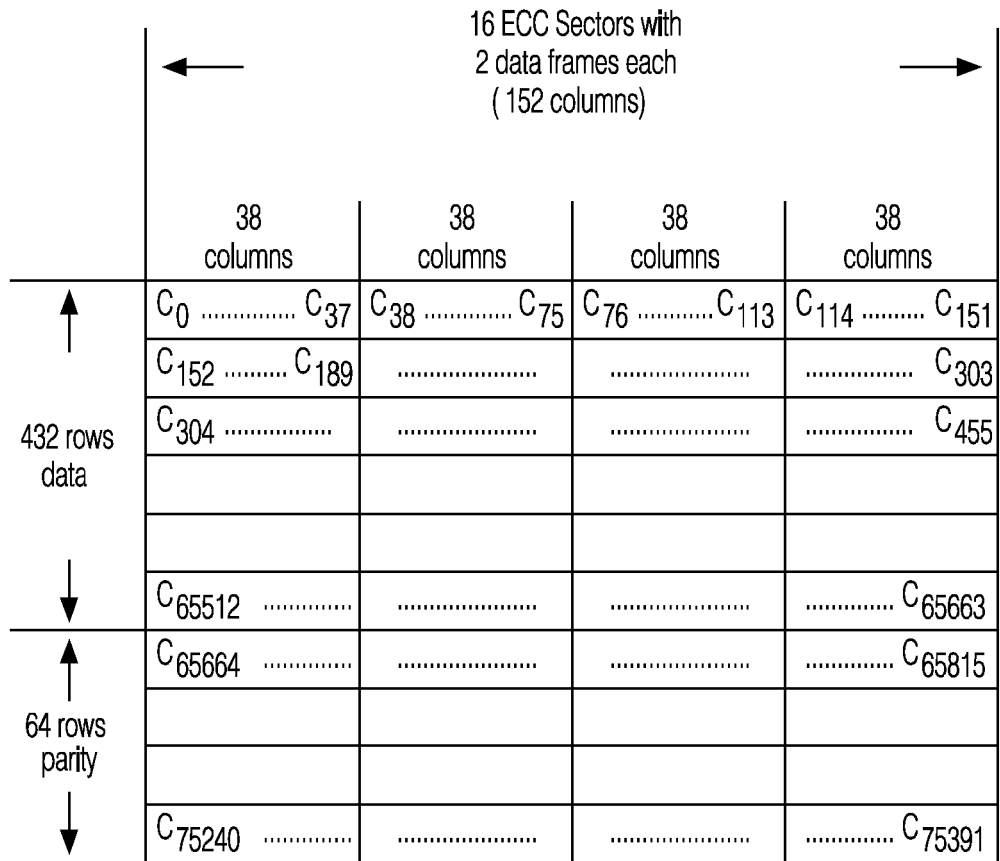 16 ECC Sectors with
2 data frames each
( 152 columns)
38 columns 38 columns 38 columns 38 columns
432 rows data
C0 ............... C37 C38 ............. C75 C76 ........... C113 C114 .......... C151
C152 .......... C189 ..................... ..................... ................ C303
C304 ................ ..................... ..................... ................ C455
C65512 ............. ..................... ..................... ............. C65663
64 rows parity
C65664 ............. ..................... ..................... ............. C65815
C75240 ............. ..................... ..................... ............. C75391